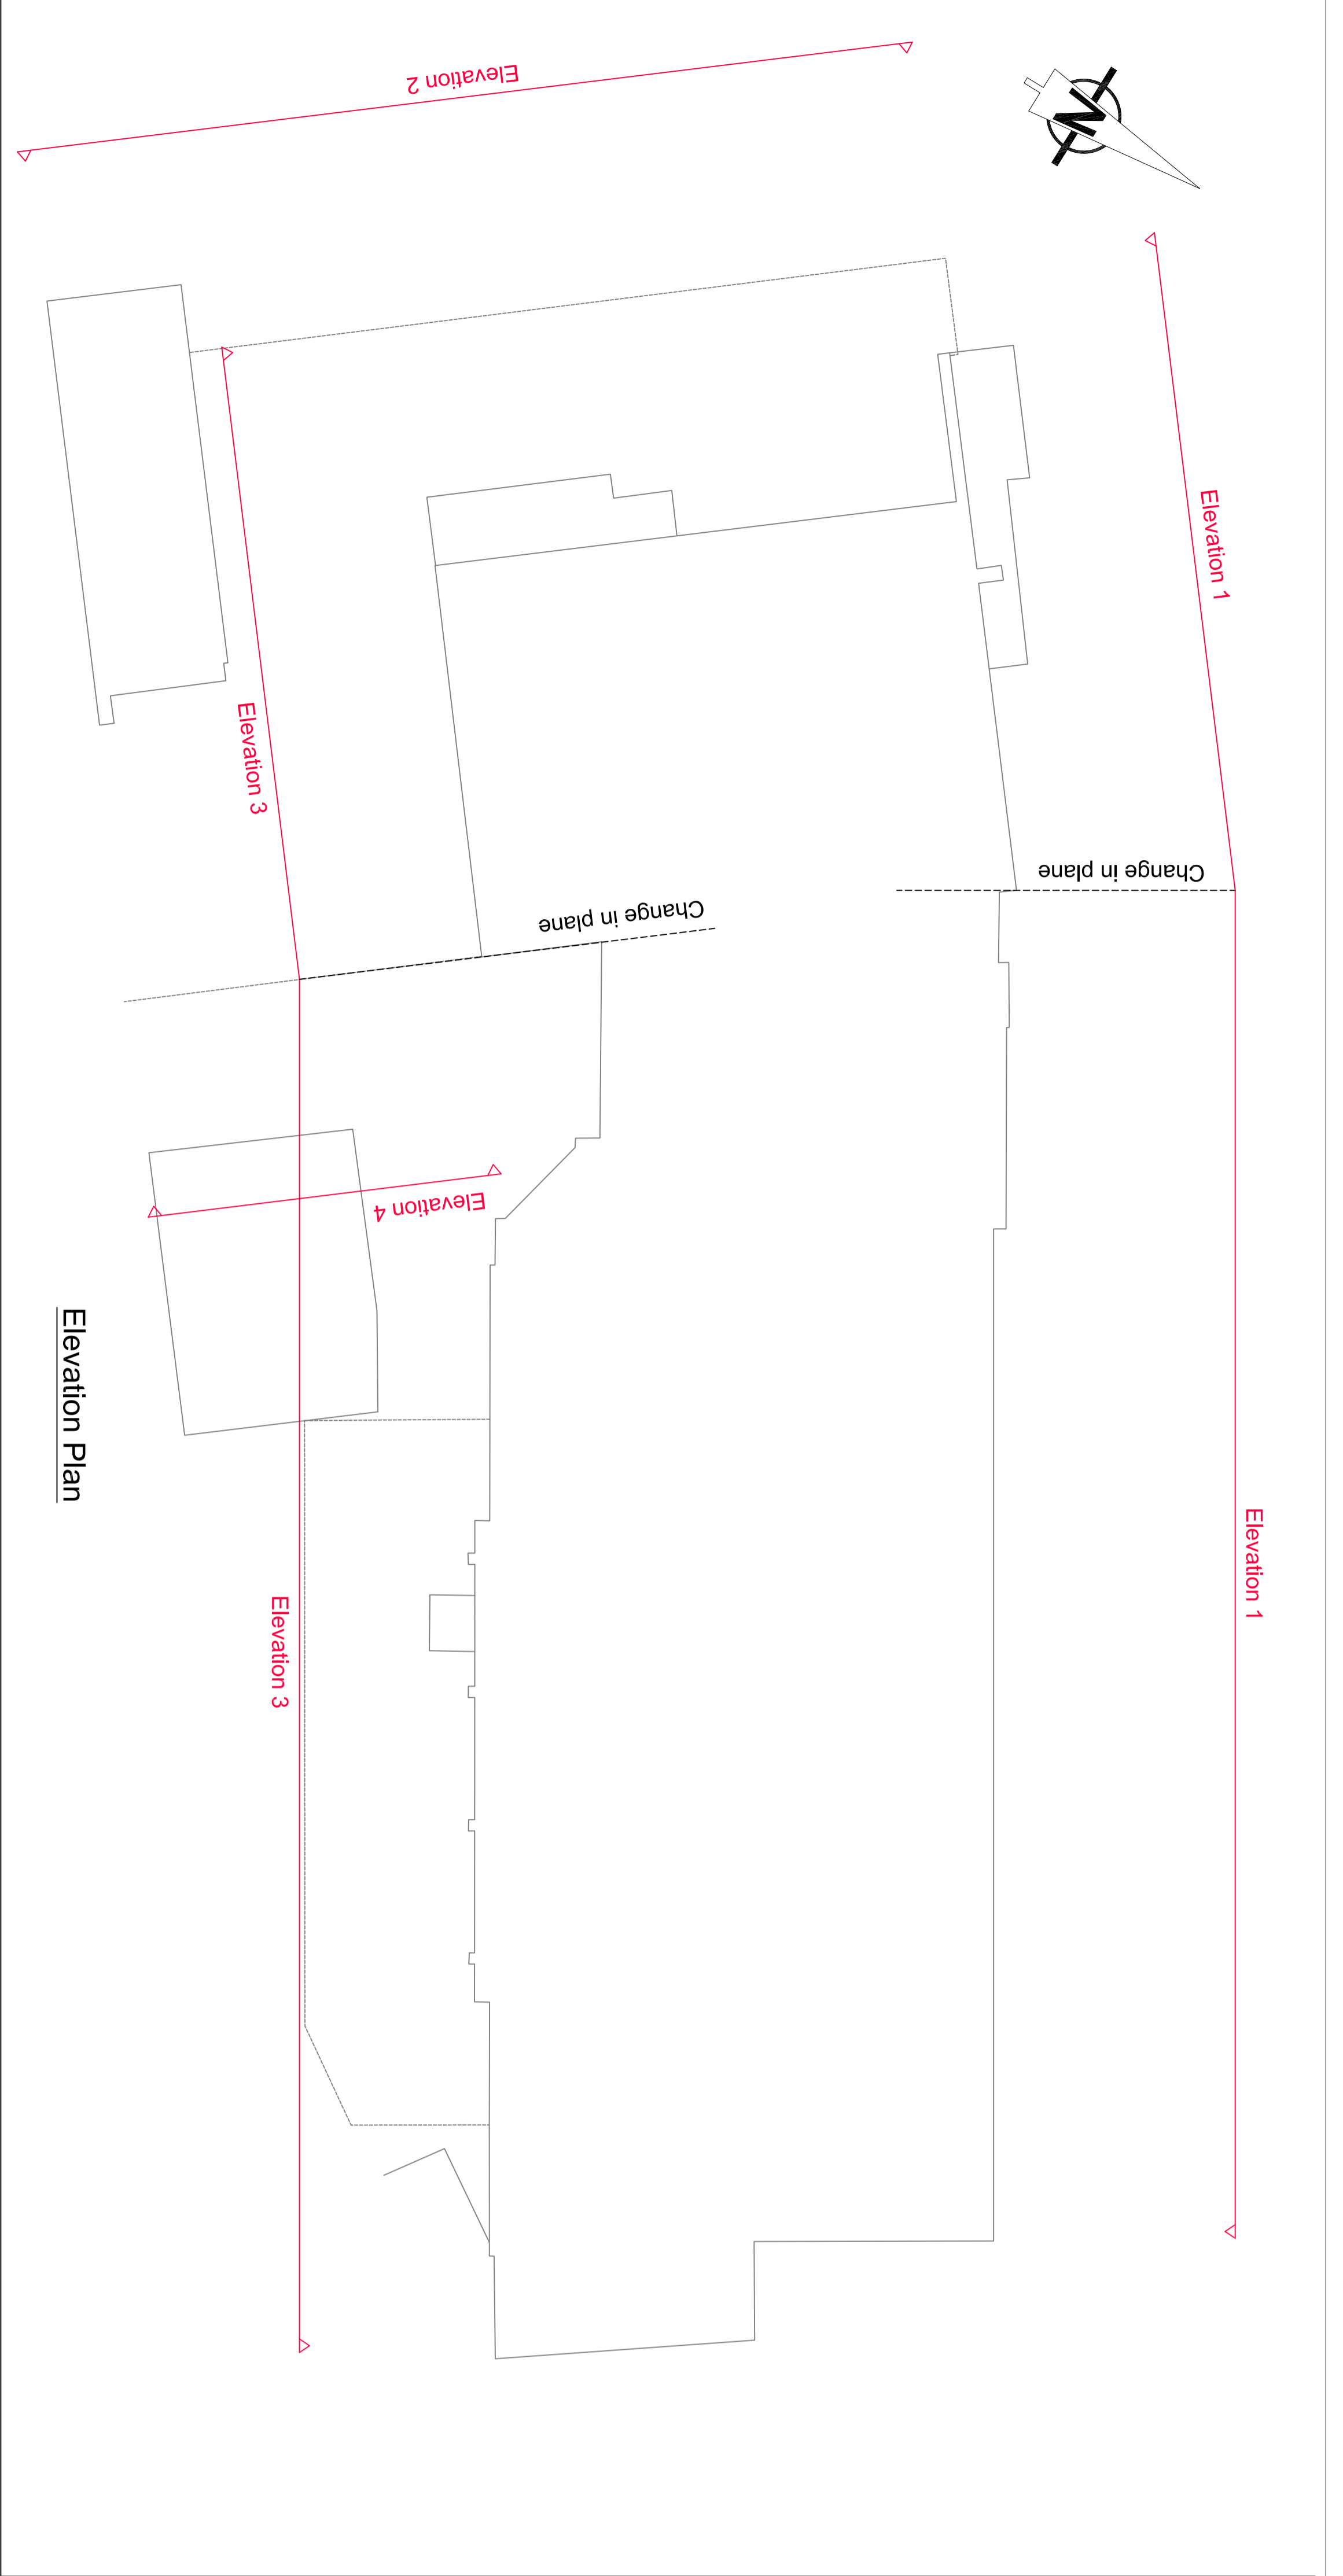 Elevation 2
N
Elevation 1
Elevation 3
Change in plane
Change in plane
Elevation 4
Elevation Plan
Elevation 1
Elevation 3